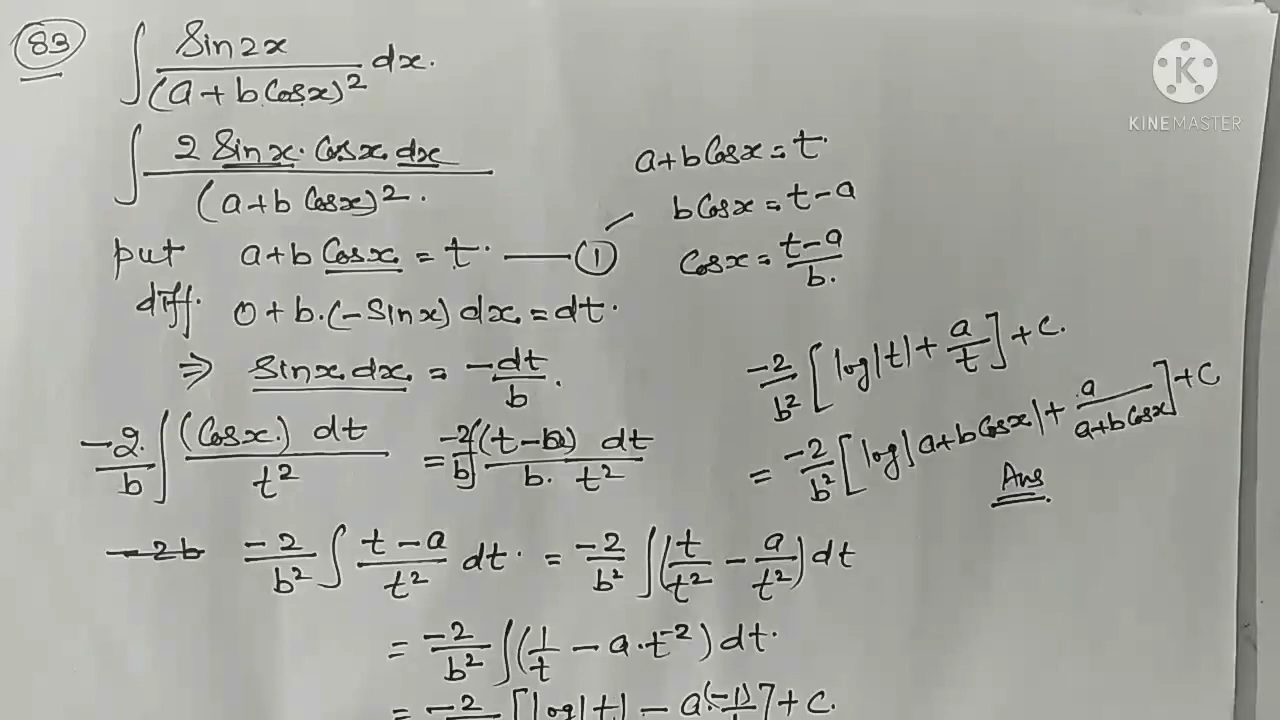 83 ∫ Sin2x / (a + b Cosx)² dx.
∫ 2 Sinx. Cosx dx / (a+b Cosx)².
put a+b Cosx = t. —— ①
diff. 0 + b.(-Sinx) dx = dt.
⇒ Sinx dx = -dt/b.
-2/b ∫ (Cosx) dt / t² = -2/b ∫ (t-a) dt / b. t²
-2b -2/b² ∫ t-a / t² dt. = -2/b² ∫ (t/t² - a/t²) dt
= -2/b² ∫ (1/t - a.t⁻²) dt.
= -2 [log|t| - a(-1) ] + C.
a+b Cosx = t.
b Cosx = t-a
Cosx = t-a / b.
-2/b² [log|t| + a/t] + C.
= -2/b² [log|a+b Cosx| + a / a+b Cosx] + C
Ans
K
KINEMASTER